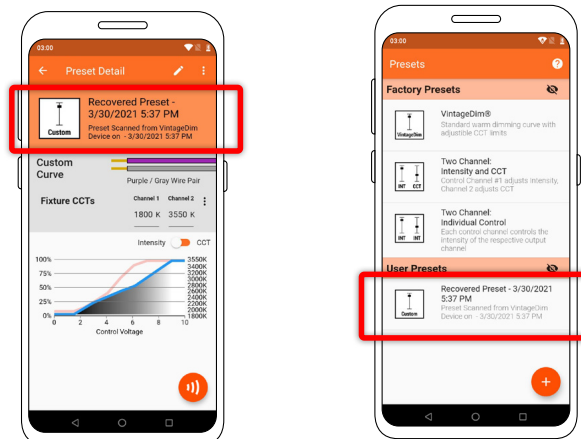 03:00
Preset Detail
Custom
Recovered Preset -
3/30/2021 5:37 PM
Preset Scanned from VintageDim
Device on - 3/30/2021 5:37 PM
Custom
Curve
Purple / Gray Wire Pair
Fixture CCTs
Channel 1 Channel 2
1800 K 3550 K
Intensity CCT
100%
75%
50%
25%
0%
3550K
3400K
3200K
3000K
2800K
2600K
2400K
2200K
2000K
1800K
0 2 4 6 8 10
Control Voltage
03:00
Presets
?
Factory Presets
VintageDim
VintageDim®
Standard warm dimming curve with
adjustible CCT limits
INT CCT
Two Channel:
Intensity and CCT
Control Channel #1 adjusts intensity,
Channel 2 adjusts CCT
INT INT
Two Channel:
Individual Control
Each control channel controls the
intensity of the respective output
channel
User Presets
Custom
Recovered Preset - 3/30/2021
5:37 PM
Preset Scanned from VintageDim
Device on - 3/30/2021 5:37 PM
+